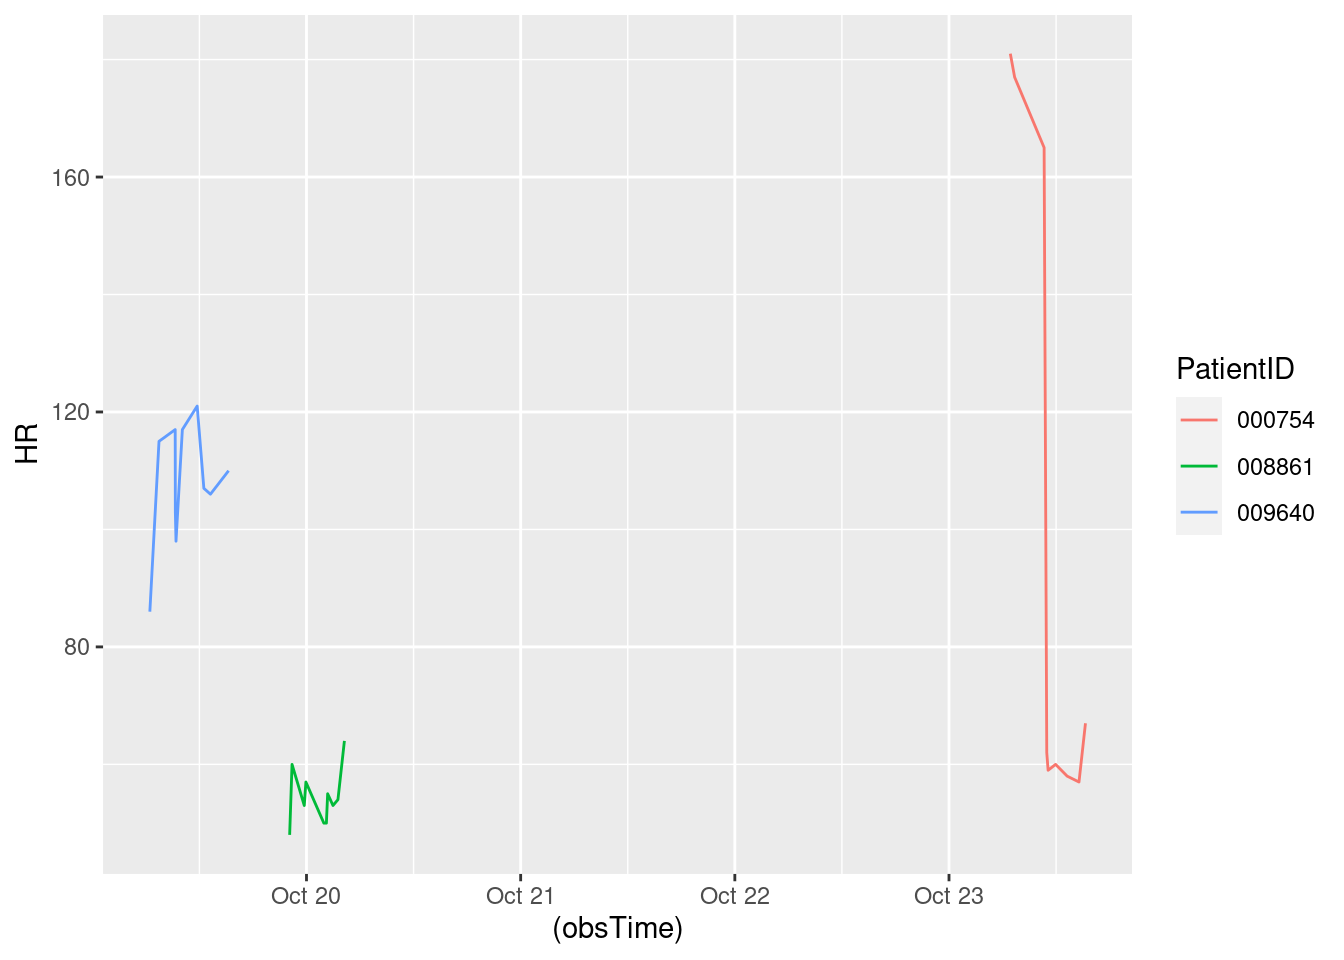 HR
160
120
80
Oct 20
Oct 21
Oct 22
Oct 23
(obsTime)
PatientID
000754
008861
009640